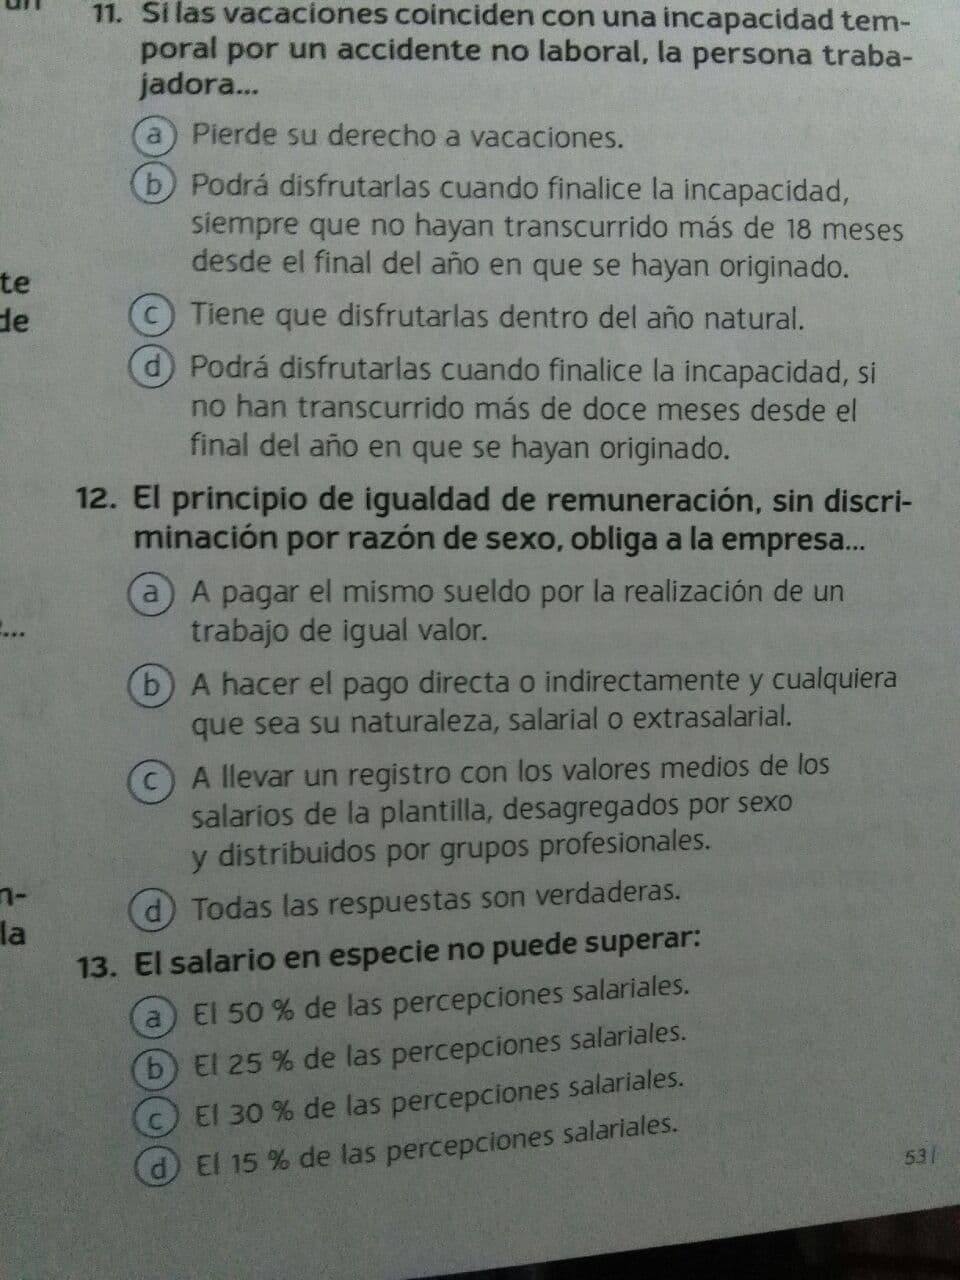 11. Si las vacaciones coinciden con una incapacidad tem-
poral por un accidente no laboral, la persona traba-
jadora...
a Pierde su derecho a vacaciones.
b Podrá disfrutarlas cuando finalice la incapacidad,
siempre que no hayan transcurrido más de 18 meses
desde el final del año en que se hayan originado.
te
de
c Tiene que disfrutarlas dentro del año natural.
d Podrá disfrutarlas cuando finalice la incapacidad, si
no han transcurrido más de doce meses desde el
final del año en que se hayan originado.
12. El principio de igualdad de remuneración, sin discri-
minación por razón de sexo, obliga a la empresa...
a A pagar el mismo sueldo por la realización de un
trabajo de igual valor.
...
b A hacer el pago directa o indirectamente y cualquiera
que sea su naturaleza, salarial o extrasalarial.
c A llevar un registro con los valores medios de los
salarios de la plantilla, desagregados por sexo
y distribuidos por grupos profesionales.
n-
la
d Todas las respuestas son verdaderas.
13. El salario en especie no puede superar:
a El 50 % de las percepciones salariales.
b El 25 % de las percepciones salariales.
c El 30 % de las percepciones salariales.
d El 15 % de las percepciones salariales.
53